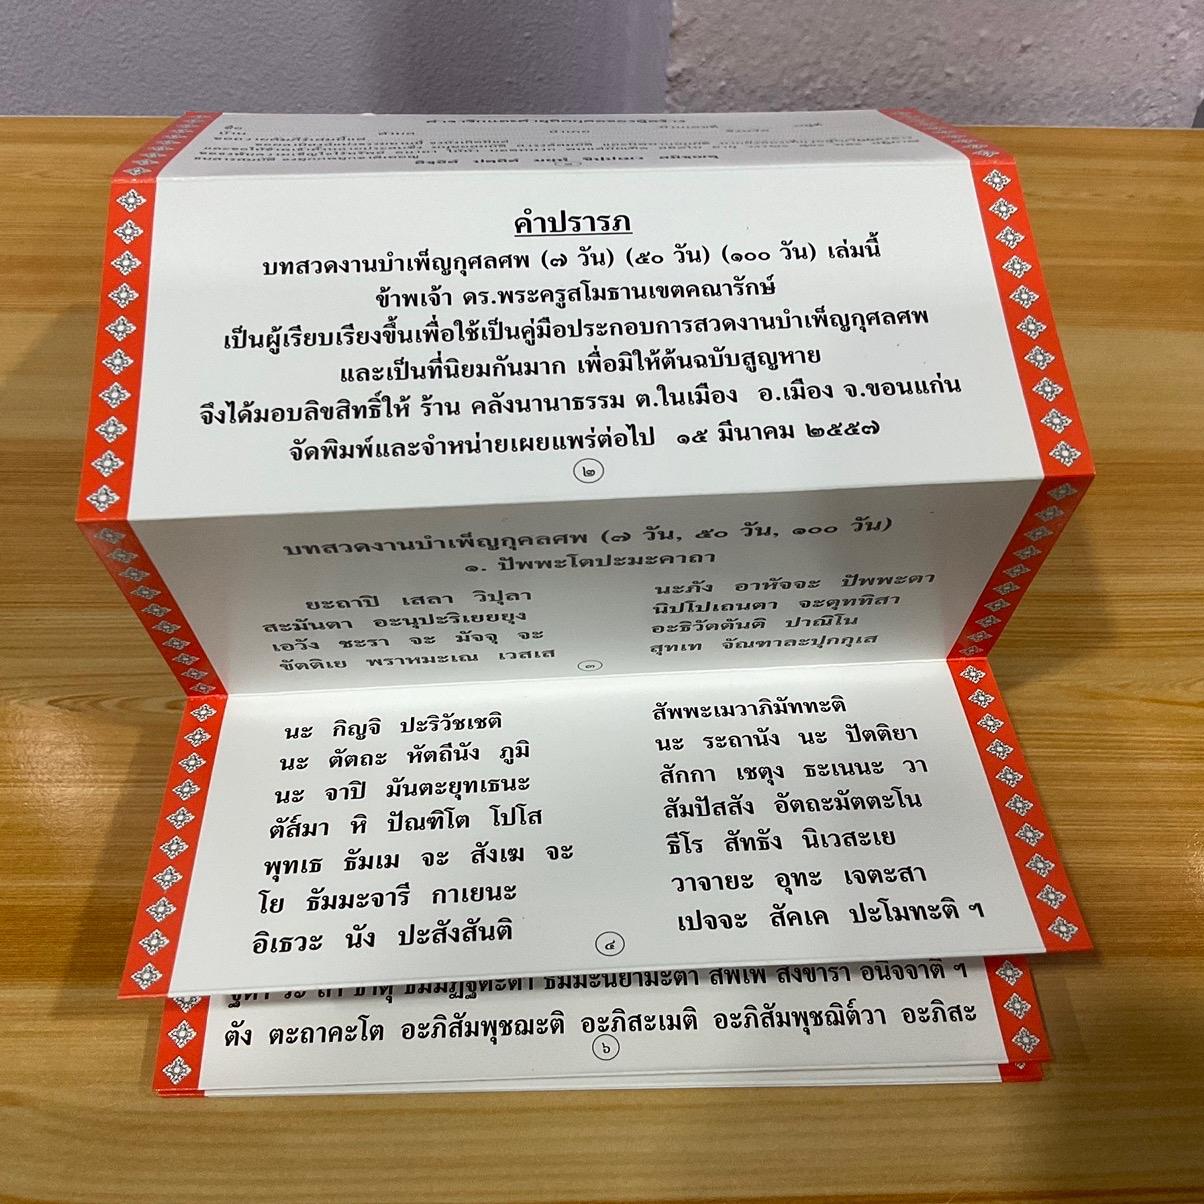 คำปรารภ
บทสวดงานบำเพ็ญกุศลศพ (๗ วัน) (๕๐ วัน) (๑๐๐ วัน) เล่มนี้
ข้าพเจ้า ดร.พระครูสโมธานเขตคณารักษ์
เป็นผู้เรียบเรียงขึ้นเพื่อใช้เป็นคู่มือประกอบการสวดงานบำเพ็ญกุศลศพ
และเป็นที่นิยมกันมาก เพื่อมิให้ต้นฉบับสูญหาย
จึงได้มอบลิขสิทธิ์ให้ ร้าน คลังนานาธรรม ต.ในเมือง อ.เมือง จ.ขอนแก่น
จัดพิมพ์และจำหน่ายเผยแพร่ต่อไป ๑๕ มีนาคม ๒๕๕๗
๒
บทสวดงานบำเพ็ญกุคลศพ (๗ วัน, ๕๐ วัน, ๑๐๐ วัน)
๑. ปัพพะโตปะมะคาถา
ยะถาปิ เสลา วิปุลา นะภัง อาหัจจะ ปัพพะตา
สะมันตา อะนุปะริเยยยุง นิปโปเถนตา จะตุททิสา
เอวัง ชะรา จะ มัจจุ จะ อะธิวัตตันติ ปาณิโน
ขัตติเย พราหมะเณ เวสเส สุทเท จัณฑาละปุกกุเส
๓
นะ กิญจิ ปะริวัชเชติ สัพพะเมวาภิมัททะติ
นะ ตัตถะ หัตถีนัง ภูมิ นะ ระถานัง นะ ปัตติยา
นะ จาปิ มันตะยุทเธนะ สักกา เชตุง ธะเนนะ วา
ตัส๎มา หิ ปัณฑิโต โปโส สัมปัสสัง อัตถะมัตตะโน
พุทเธ ธัมเม จะ สังเฆ จะ ธีโร สัทธัง นิเวสะเย
โย ธัมมะจารี กาเยนะ วาจายะ อุทะ เจตะสา
อิเธวะ นัง ปะสังสันติ เปจจะ สัคเค ปะโมทะติ ฯ
๔
ธัมมะนิยามะตา สัพเพ สังขารา อนิจจาติ ฯ
ตัง ตะถาคะโต อะภิสัมพุชฌะติ อะภิสะเมติ อะภิสัมพุชฌิต๎วา อะภิสะ
๖